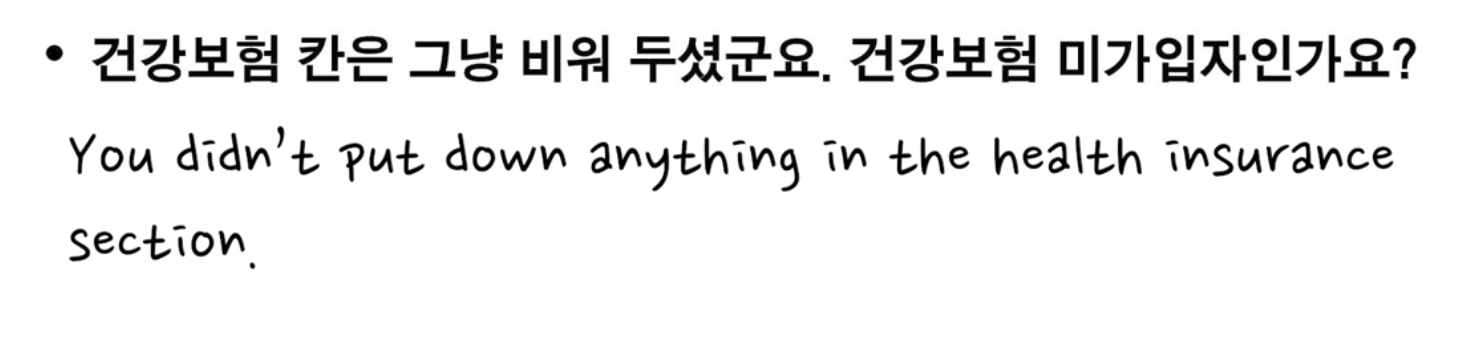 • 건강보험 칸은 그냥 비워 두셨군요. 건강보험 미가입자인가요?
You didn't put down anything in the health insurance
section.